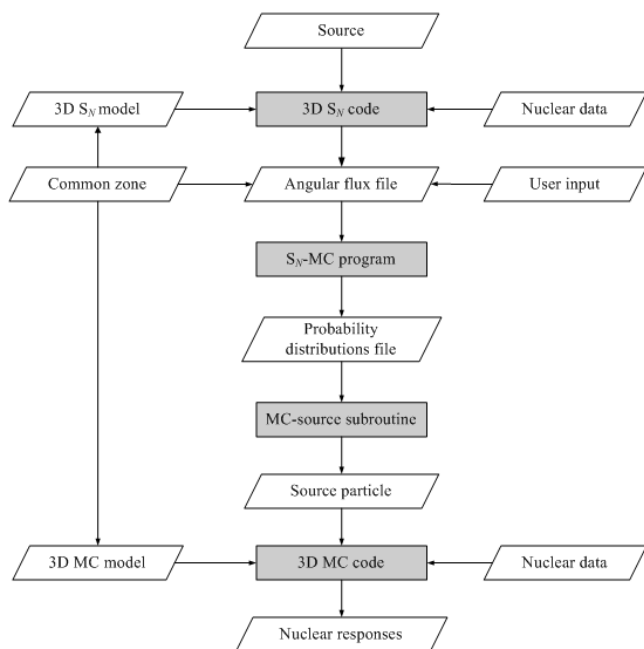 Source
3D S_N model
3D S_N code
Nuclear data
Common zone
Angular flux file
User input
S_N-MC program
Probability
distributions file
MC-source subroutine
Source particle
3D MC model
3D MC code
Nuclear data
Nuclear responses